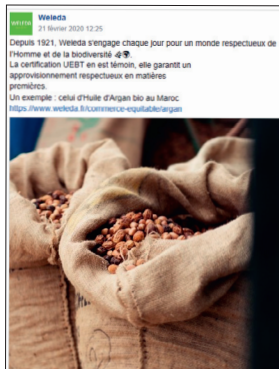 WELEDA
Weleda
21 février 2020 12:25
Depuis 1921, Weleda s'engage chaque jour pour un monde respectueux de
l'Homme et de la biodiversité 🌿🌍.
La certification UEBT en est témoin, elle garantit un
approvisionnement respectueux en matières
premières.
Un exemple : celui d'Huile d'Argan bio au Maroc
https://www.weleda.fr/commerce-equitable/argan